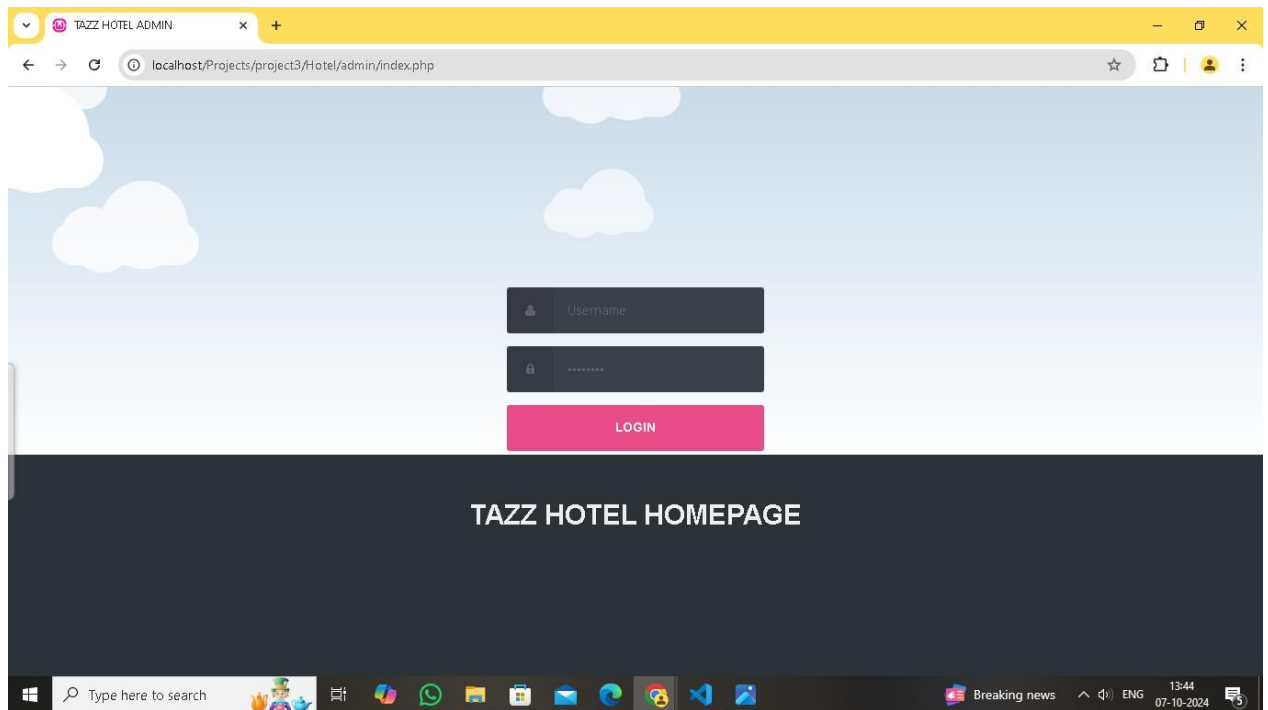 TAZZ HOTEL ADMIN
localhost/Projects/project3/Hotel/admin/index.php
Username
••••••••
LOGIN
TAZZ HOTEL HOMEPAGE
Type here to search
Breaking news
ENG
13:44
07-10-2024
5